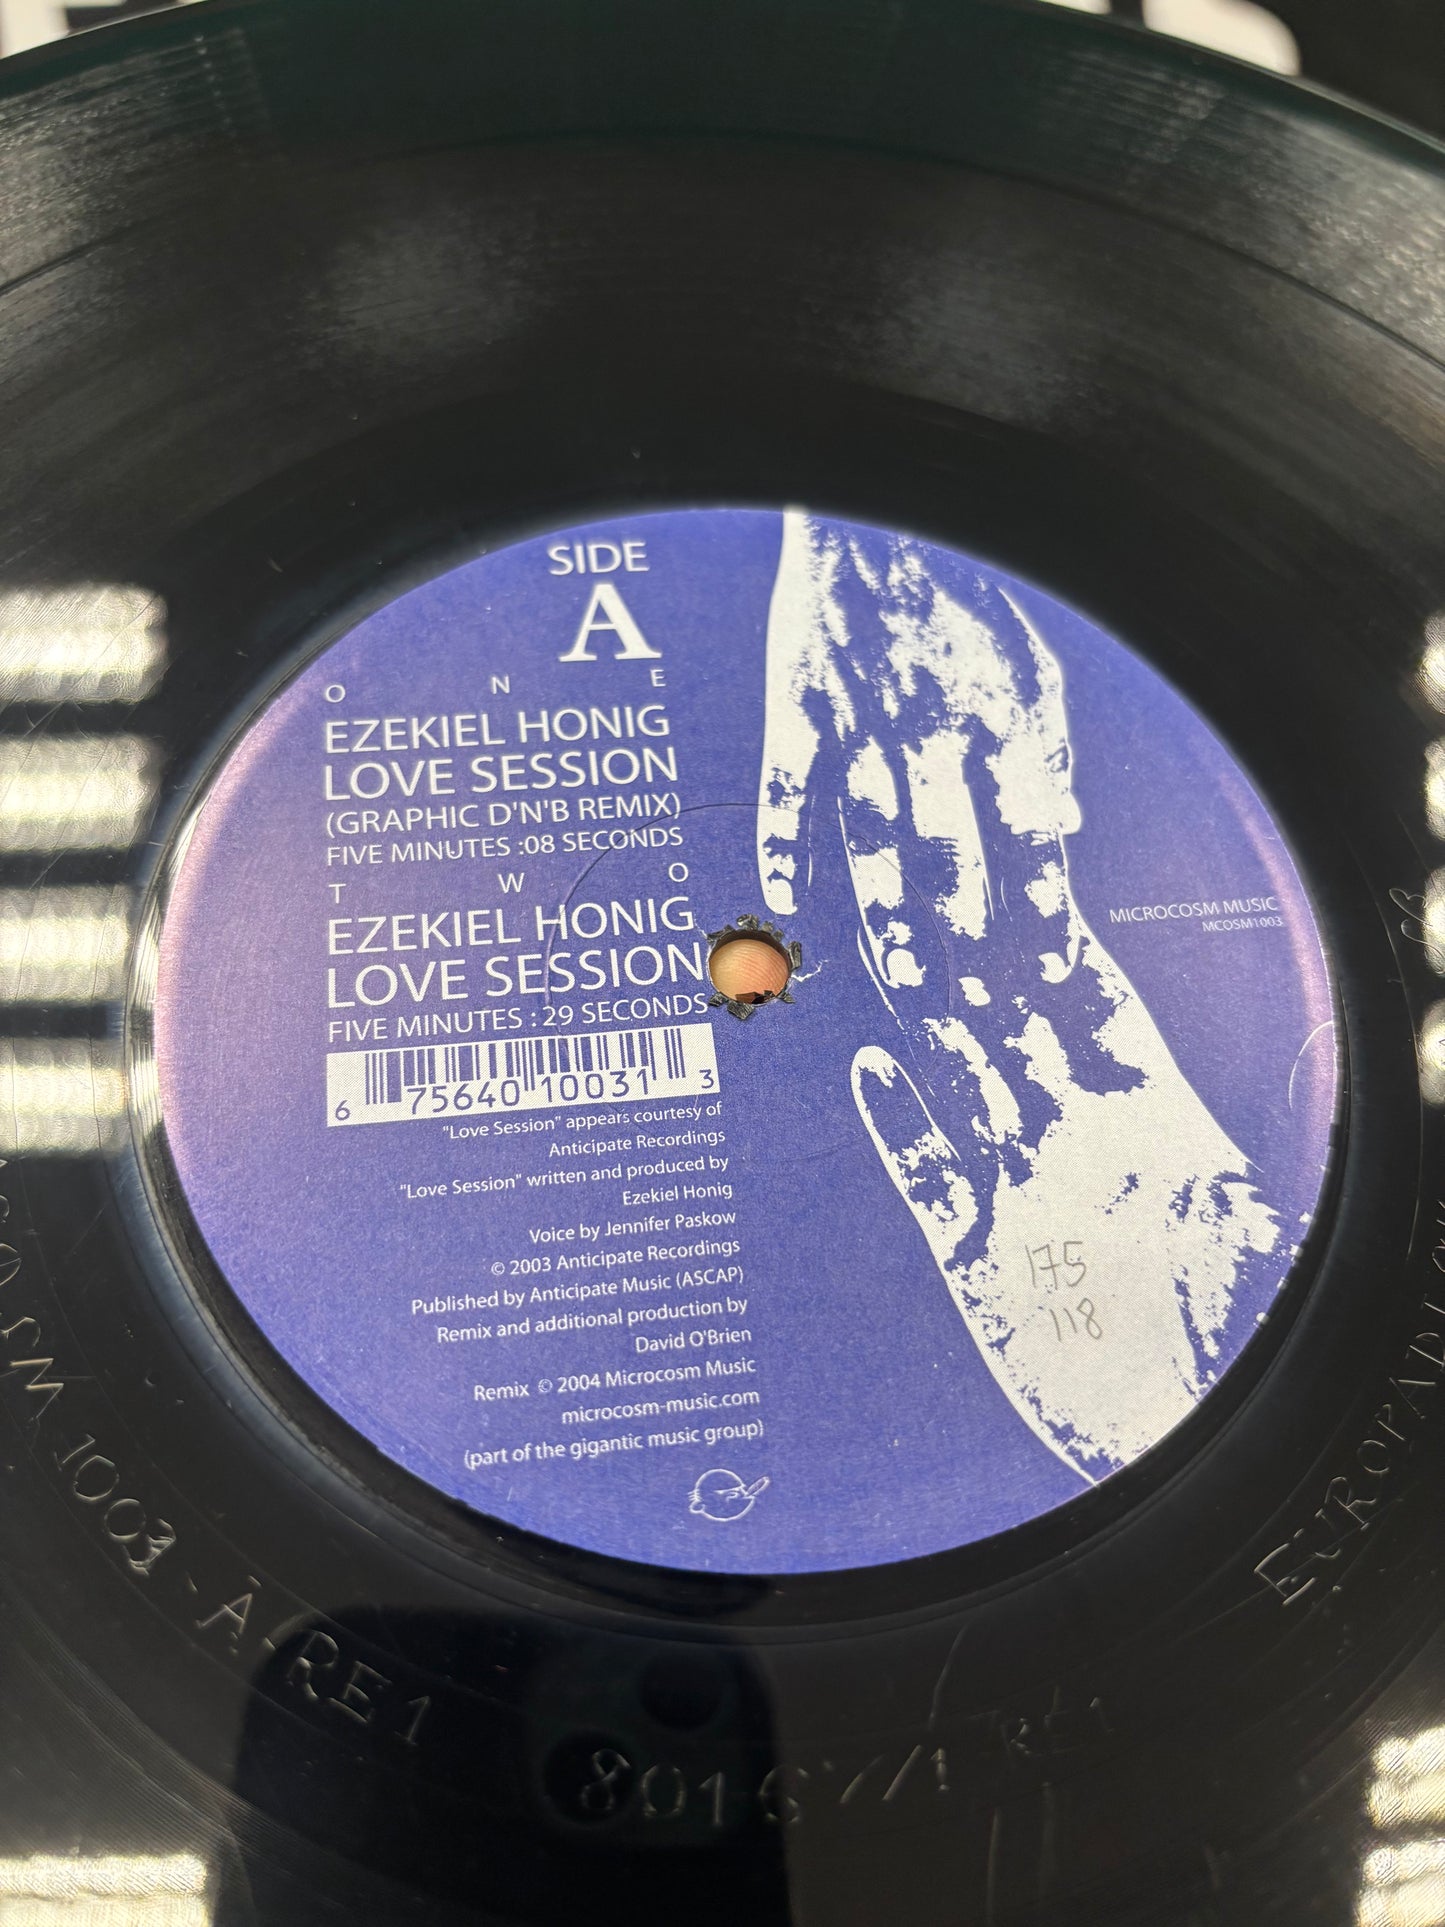 SIDE
A
ONE
EZEKIEL HONIG
LOVE SESSION
(GRAPHIC D'N'B REMIX)
FIVE MINUTES :08 SECONDS
TWO
EZEKIEL HONIG
LOVE SESSION
FIVE MINUTES : 29 SECONDS
6 75640 10031 3
"Love Session" appears courtesy of
Anticipate Recordings
"Love Session" written and produced by
Ezekiel Honig
Voice by Jennifer Paskow
© 2003 Anticipate Recordings
Published by Anticipate Music (ASCAP)
Remix and additional production by
David O'Brien
Remix © 2004 Microcosm Music
microcosm-music.com
(part of the gigantic music group)
MICROCOSM MUSIC
MCOSM1003
175
118
1003 - A - RE1
RE1